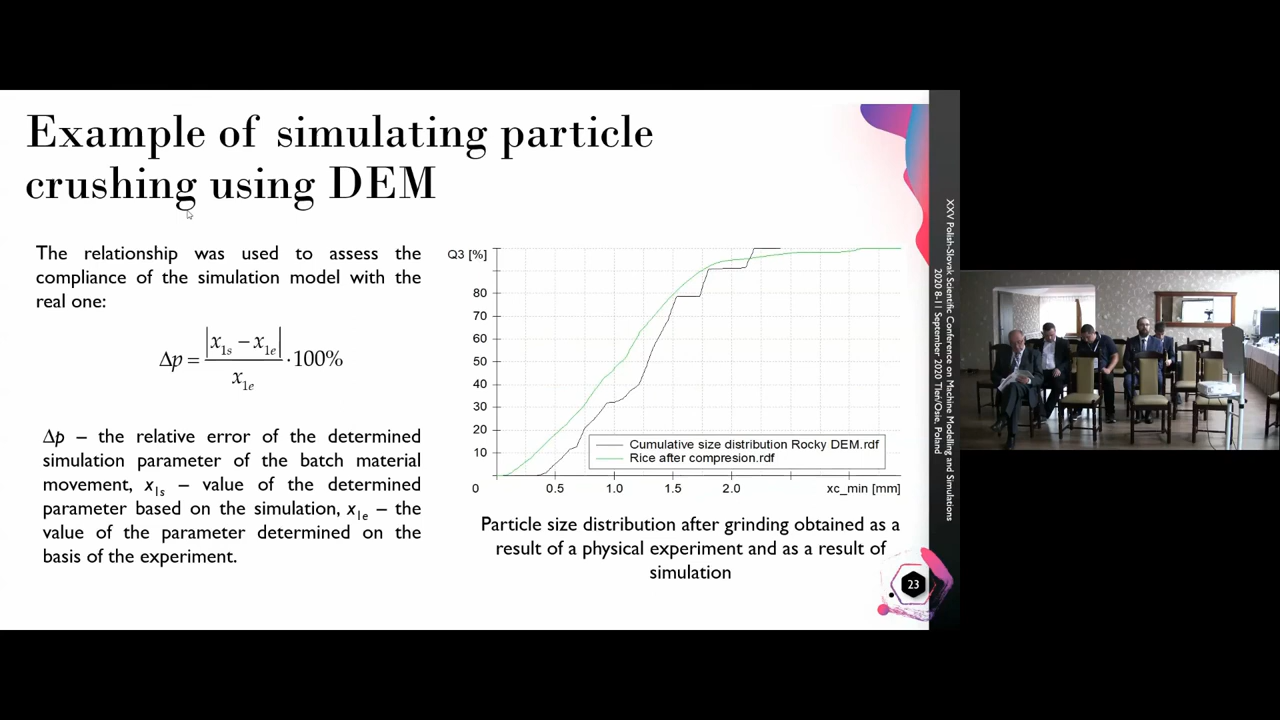 Example of simulating particle
crushing using DEM
The relationship was used to assess the
compliance of the simulation model with the
real one:
Δp = |x1s − x1e| / x1e · 100%
Δp – the relative error of the determined
simulation parameter of the batch material
movement, x1s – value of the determined
parameter based on the simulation, x1e – the
value of the parameter determined on the
basis of the experiment.
Q3 [%]
80
70
60
50
40
30
20
10
0 0.5 1.0 1.5 2.0 xc_min [mm]
Cumulative size distribution Rocky DEM.rdf
Rice after compresion.rdf
Particle size distribution after grinding obtained as a
result of a physical experiment and as a result of
simulation
23
XXV Polish-Slovak Scientific Conference on Machine Modelling and Simulations
2020 8-11 September 2020 Tleń/Osie, Poland